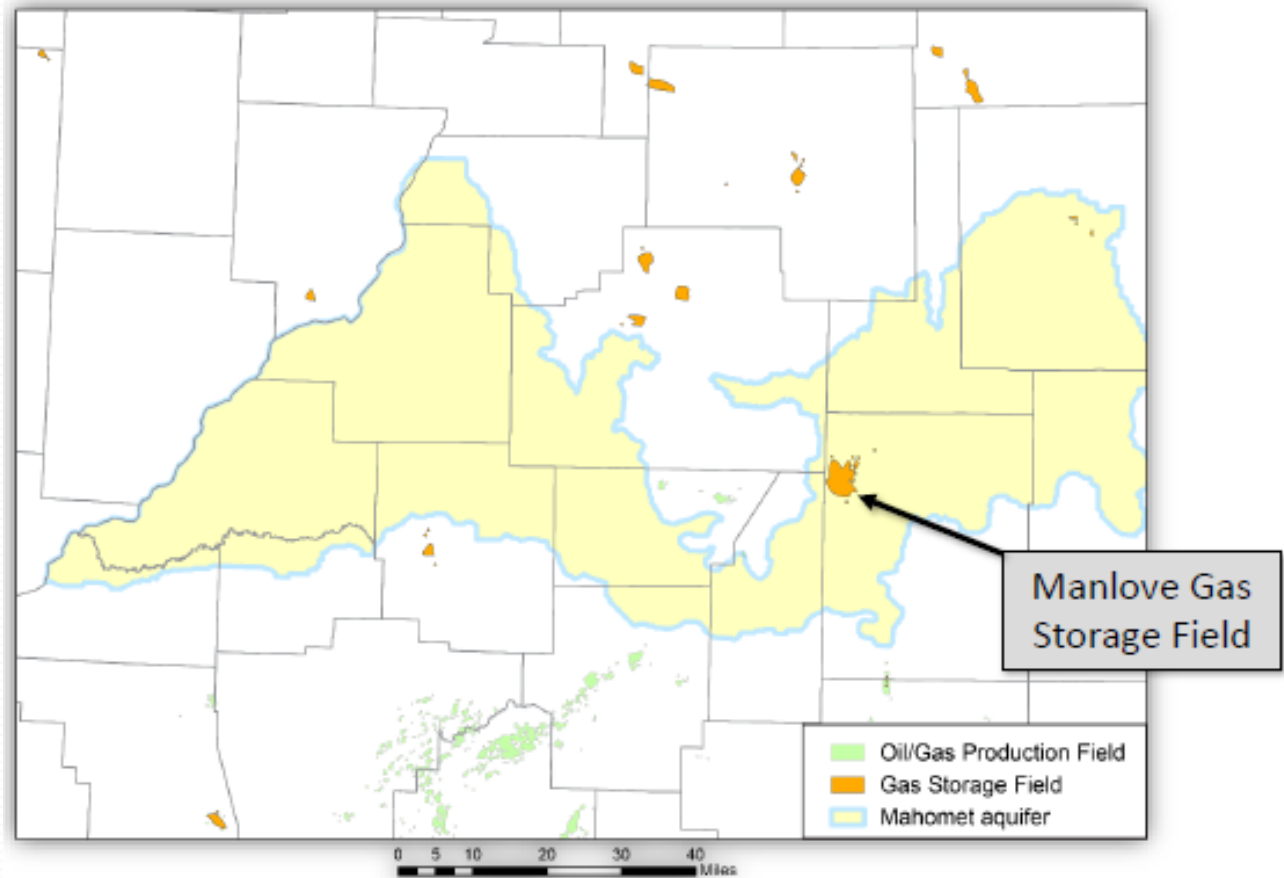 Manlove Gas
Storage Field
Oil/Gas Production Field
Gas Storage Field
Mahomet aquifer
0 5 10 20 30 40
Miles